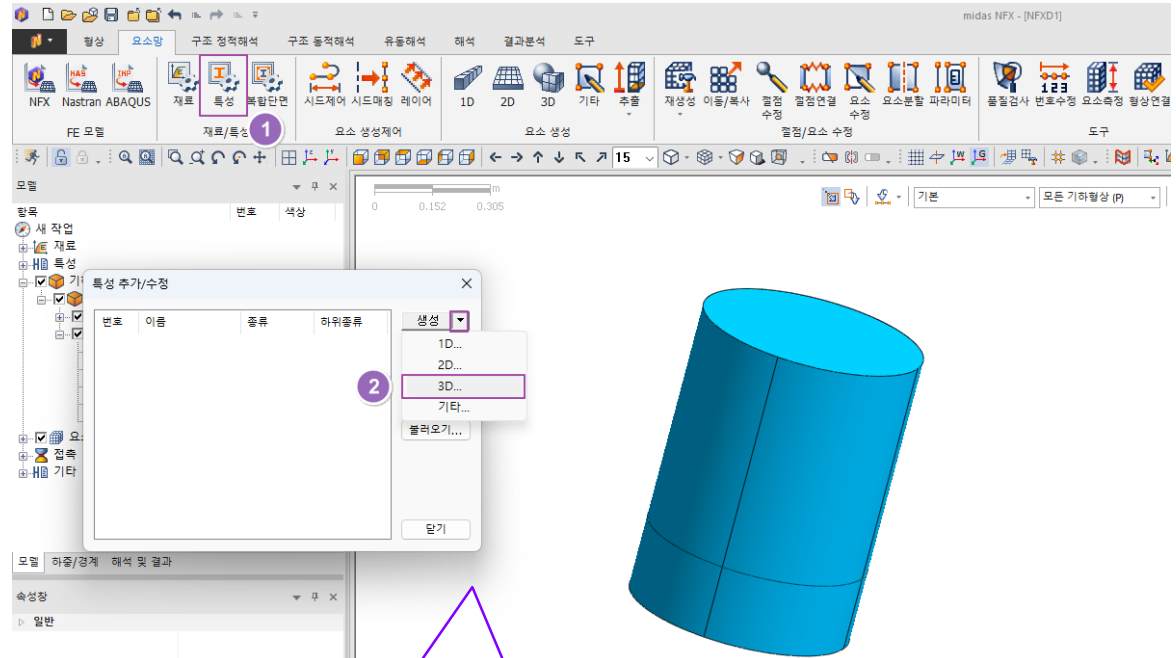 midas NFX - [NFXD1]
형상 요소망 구조 정적해석 구조 동적해석 유동해석 해석 결과분석 도구
NAS INP
NFX Nastran ABAQUS 재료 특성 복합단면 시드제어 시드매칭 레이어 1D 2D 3D 기타 추출 재생성 이동/복사 절점 수정 절점연결 요소 수정 요소분할 파라미터 품질검사 번호수정 요소측정 형상연결
1
FE 모델 재료/특성 요소 생성제어 요소 생성 절점/요소 수정 도구
15
모델
항목 번호 색상
새 작업
재료
특성
접촉
기타
특성 추가/수정
번호 이름 종류 하위종류
생성
1D...
2D...
2
3D...
기타...
불러오기...
닫기
m
0 0.152 0.305
기본 모든 기하형상 (P)
모델 하중/경계 해석 및 결과
속성창
일반